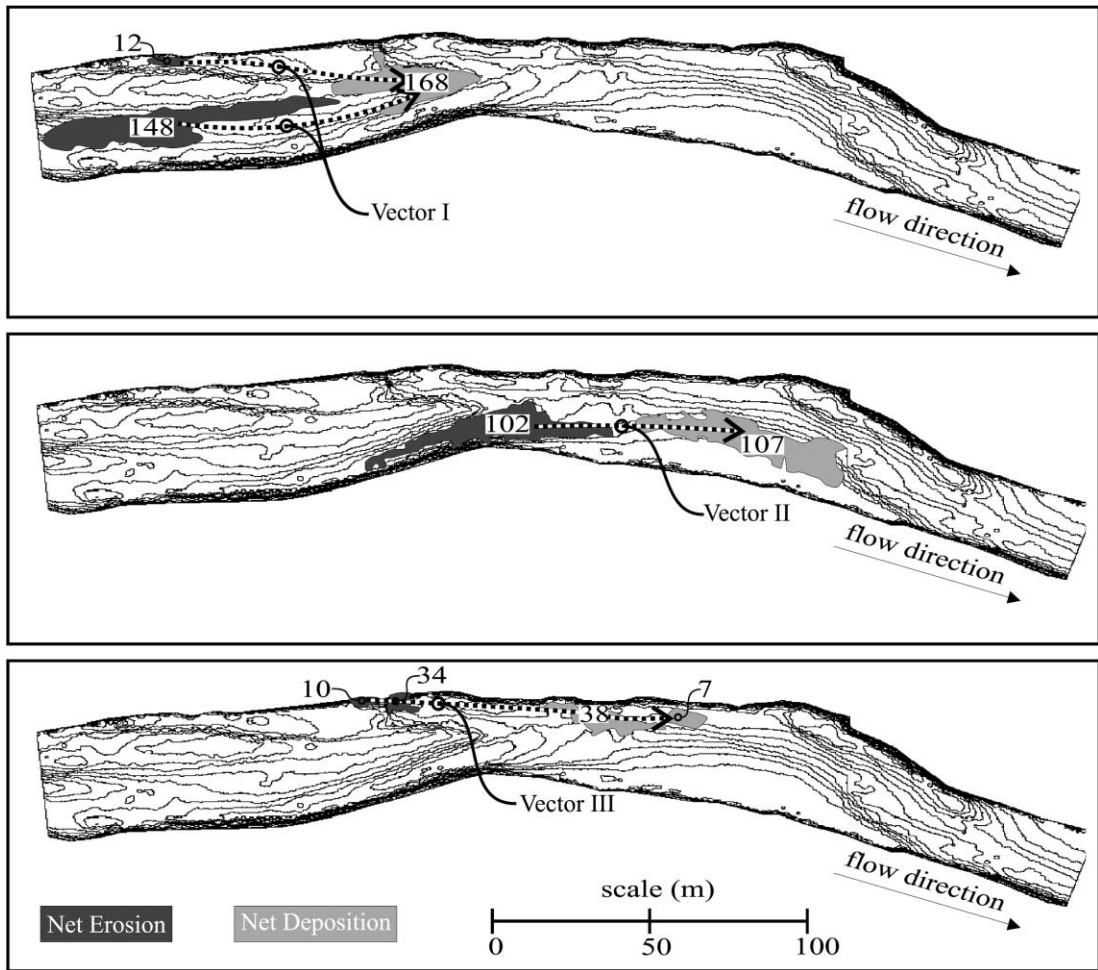 12
168
148
Vector I
flow direction
102
107
Vector II
flow direction
34
10
7
38
Vector III
flow direction
scale (m)
Net Erosion
Net Deposition
0
50
100